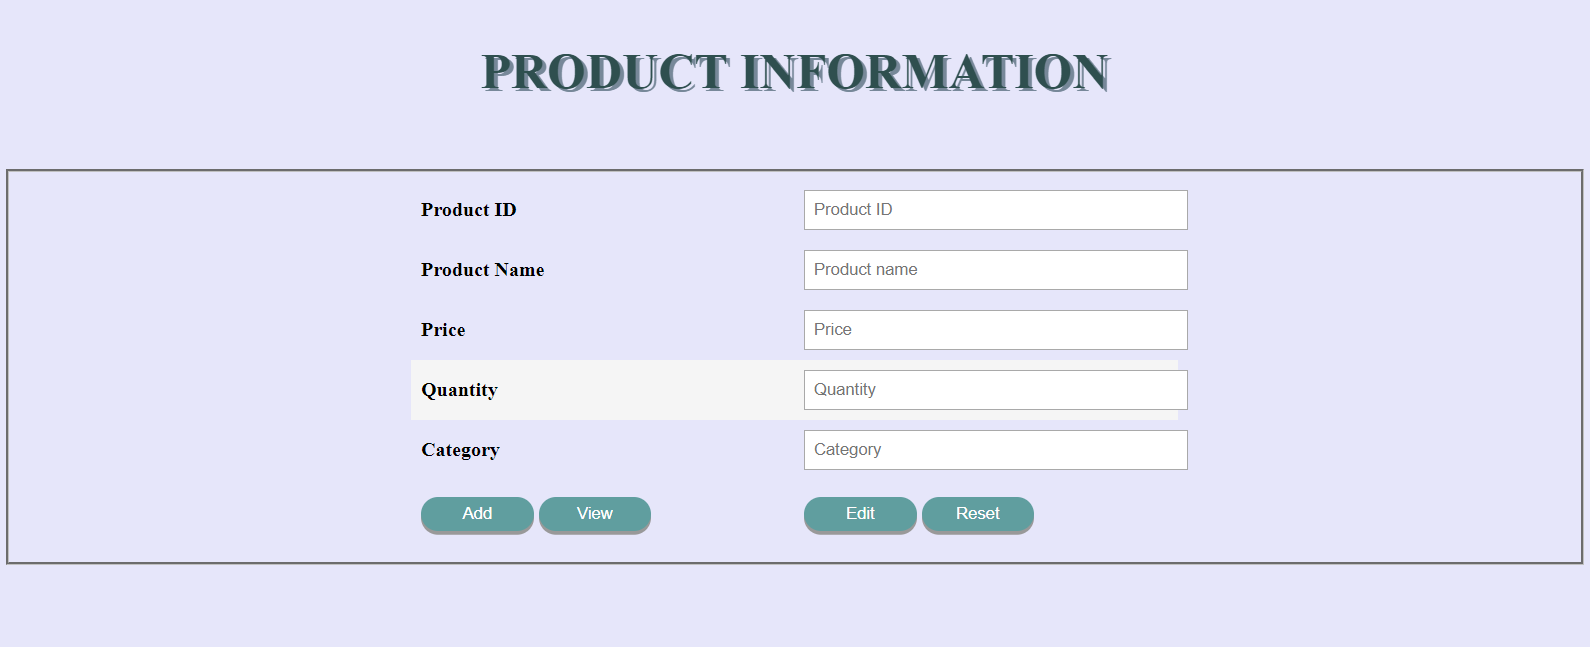 PRODUCT INFORMATION
Product ID Product ID
Product Name Product name
Price Price
Quantity Quantity
Category Category
Add View Edit Reset